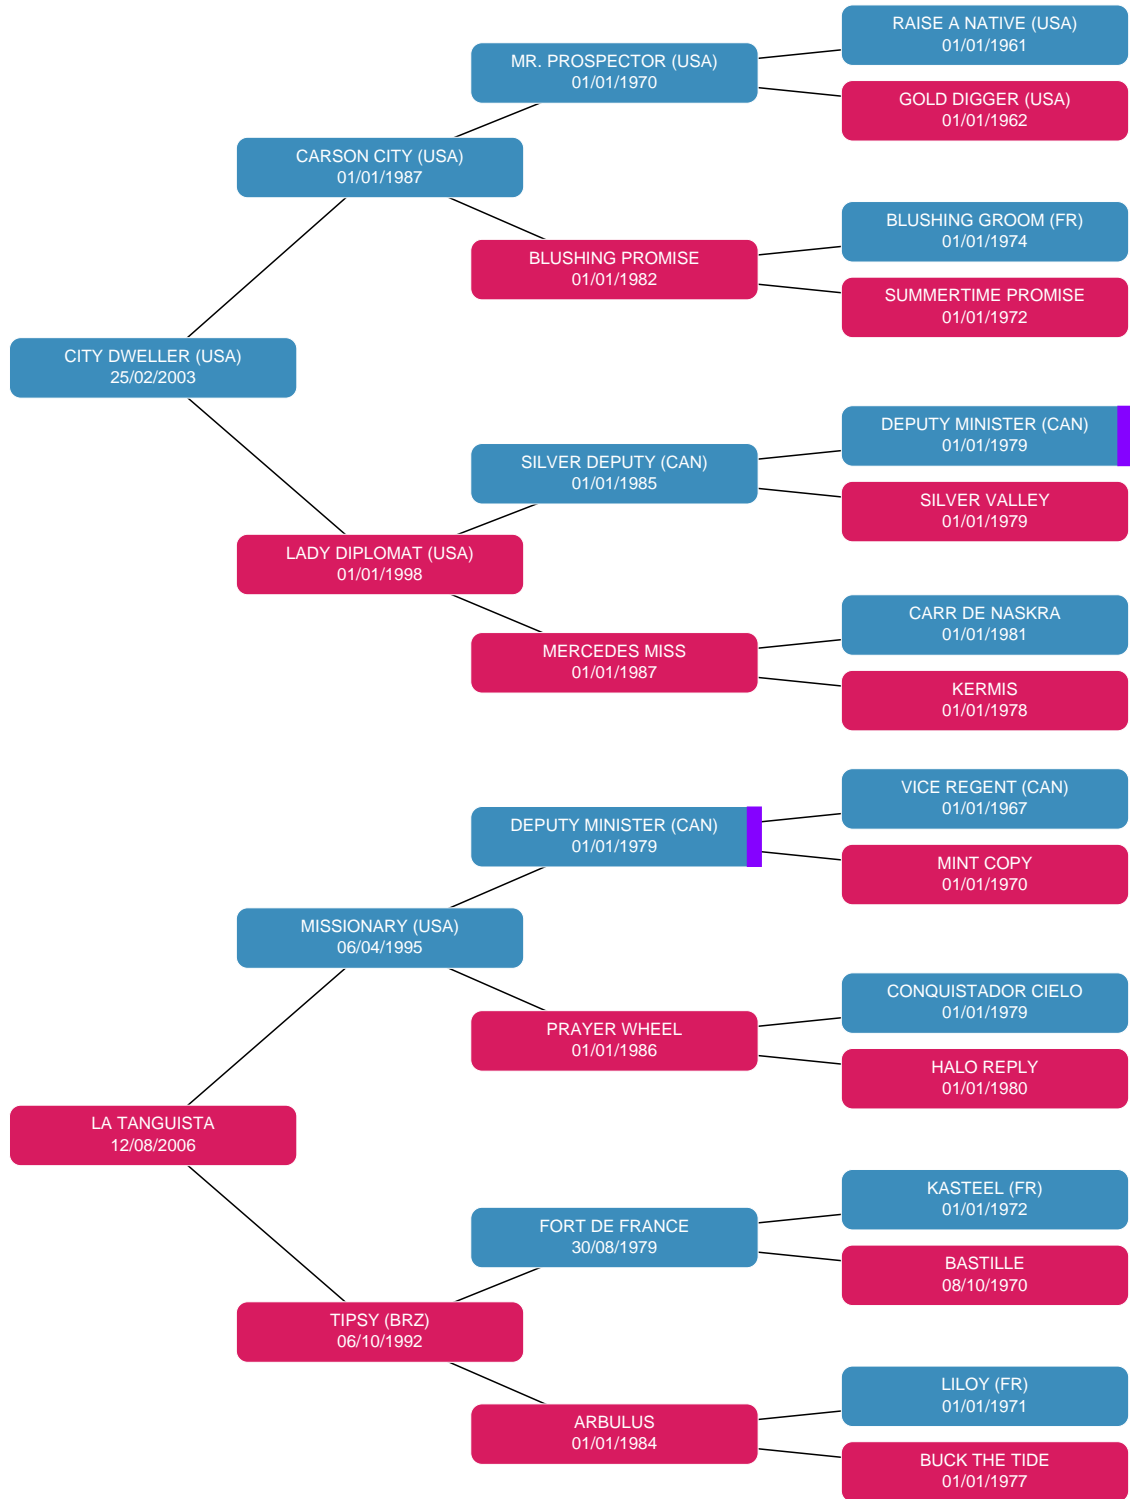 RAISE A NATIVE (USA)
01/01/1961
MR. PROSPECTOR (USA)
01/01/1970
GOLD DIGGER (USA)
01/01/1962
CARSON CITY (USA)
01/01/1987
BLUSHING GROOM (FR)
01/01/1974
BLUSHING PROMISE
01/01/1982
SUMMERTIME PROMISE
01/01/1972
CITY DWELLER (USA)
25/02/2003
DEPUTY MINISTER (CAN)
01/01/1979
SILVER DEPUTY (CAN)
01/01/1985
SILVER VALLEY
01/01/1979
LADY DIPLOMAT (USA)
01/01/1998
CARR DE NASKRA
01/01/1981
MERCEDES MISS
01/01/1987
KERMIS
01/01/1978
VICE REGENT (CAN)
01/01/1967
DEPUTY MINISTER (CAN)
01/01/1979
MINT COPY
01/01/1970
MISSIONARY (USA)
06/04/1995
CONQUISTADOR CIELO
01/01/1979
PRAYER WHEEL
01/01/1986
HALO REPLY
01/01/1980
LA TANGUISTA
12/08/2006
KASTEEL (FR)
01/01/1972
FORT DE FRANCE
30/08/1979
BASTILLE
08/10/1970
TIPSY (BRZ)
06/10/1992
LILOY (FR)
01/01/1971
ARBULUS
01/01/1984
BUCK THE TIDE
01/01/1977